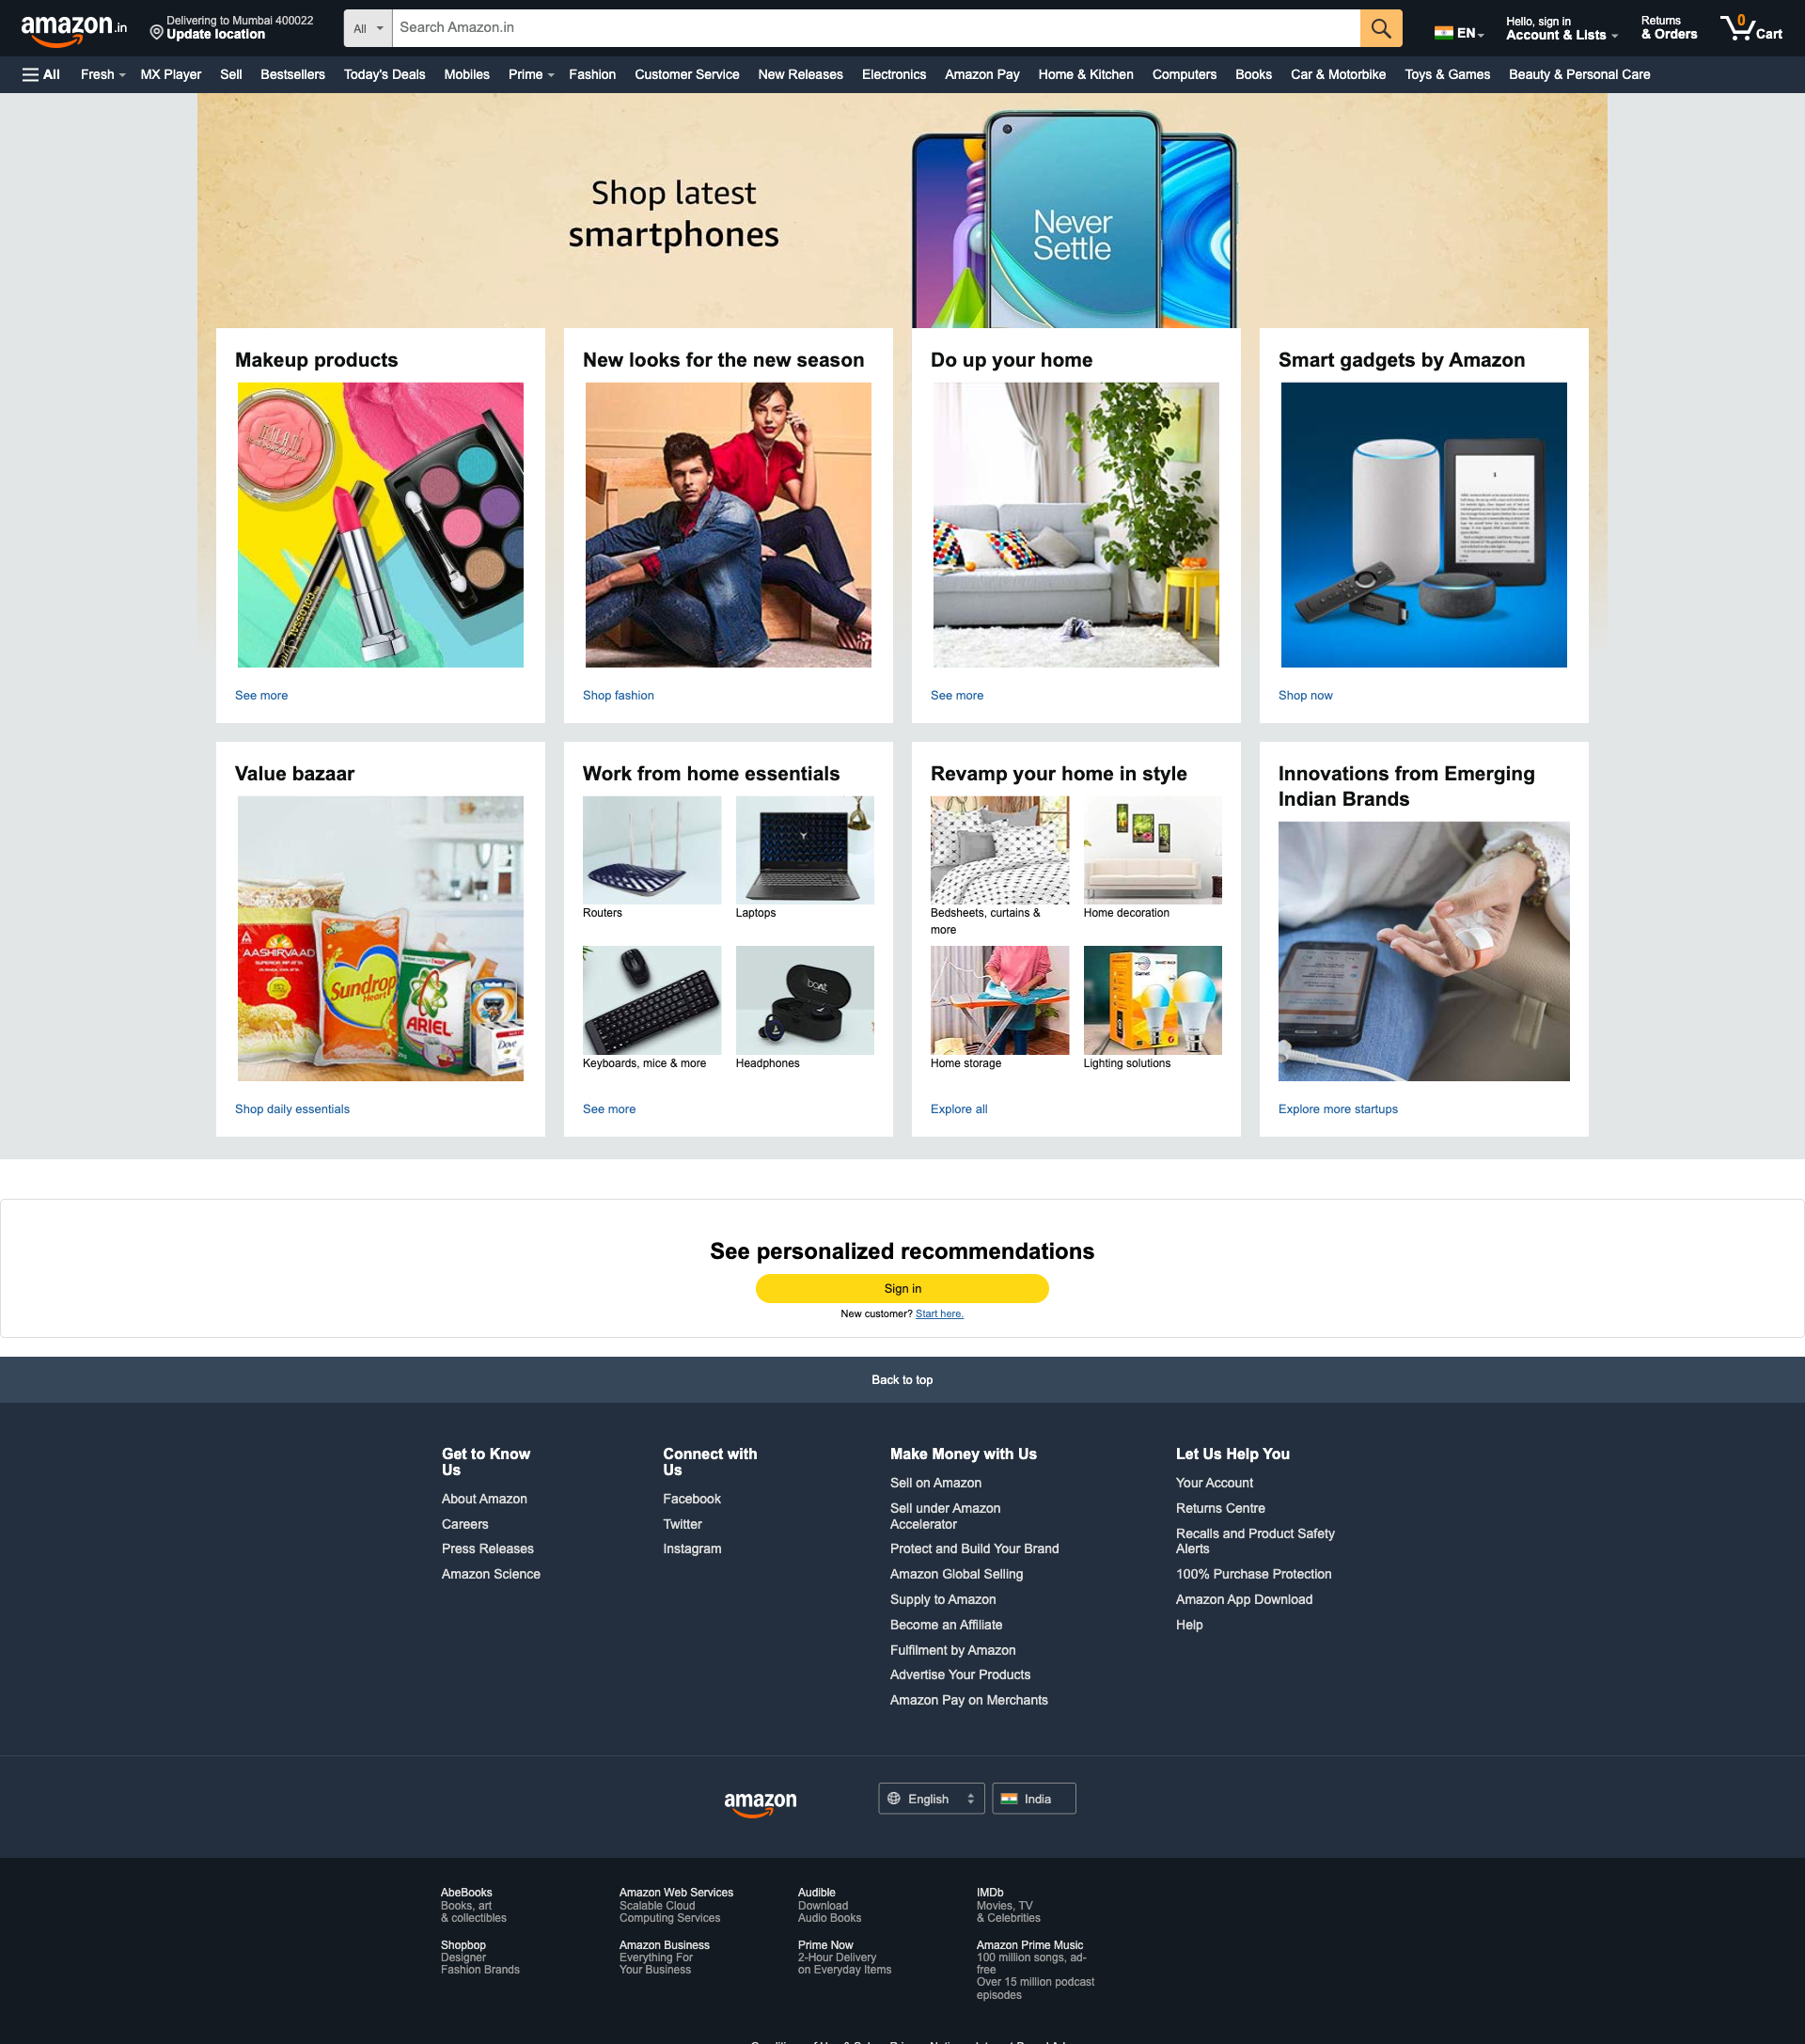 amazon.in
Delivering to Mumbai 400022
Update location
All
Search Amazon.in
EN
Hello, sign in
Account & Lists
Returns
& Orders
0
Cart
All
Fresh
MX Player
Sell
Bestsellers
Today's Deals
Mobiles
Prime
Fashion
Customer Service
New Releases
Electronics
Amazon Pay
Home & Kitchen
Computers
Books
Car & Motorbike
Toys & Games
Beauty & Personal Care
Shop latest
smartphones
Never
Settle
Makeup products
MILANI
COLOSSAL
See more
New looks for the new season
Shop fashion
Do up your home
See more
Smart gadgets by Amazon
amazon
kindle
Shop now
Value bazaar
AASHIRVAAD
Sundrop
Heart
ARIEL
Dove
Shop daily essentials
Work from home essentials
Routers
Laptops
Keyboards, mice & more
boAt
Headphones
See more
Revamp your home in style
Bedsheets, curtains &
more
Home decoration
Home storage
Garnet
Lighting solutions
Explore all
Innovations from Emerging
Indian Brands
Explore more startups
See personalized recommendations
Sign in
New customer? Start here.
Back to top
Get to Know
Us
About Amazon
Careers
Press Releases
Amazon Science
Connect with
Us
Facebook
Twitter
Instagram
Make Money with Us
Sell on Amazon
Sell under Amazon
Accelerator
Protect and Build Your Brand
Amazon Global Selling
Supply to Amazon
Become an Affiliate
Fulfilment by Amazon
Advertise Your Products
Amazon Pay on Merchants
Let Us Help You
Your Account
Returns Centre
Recalls and Product Safety
Alerts
100% Purchase Protection
Amazon App Download
Help
amazon
English
India
AbeBooks
Books, art
& collectibles
Amazon Web Services
Scalable Cloud
Computing Services
Audible
Download
Audio Books
IMDb
Movies, TV
& Celebrities
Shopbop
Designer
Fashion Brands
Amazon Business
Everything For
Your Business
Prime Now
2-Hour Delivery
on Everyday Items
Amazon Prime Music
100 million songs, ad-
free
Over 15 million podcast
episodes